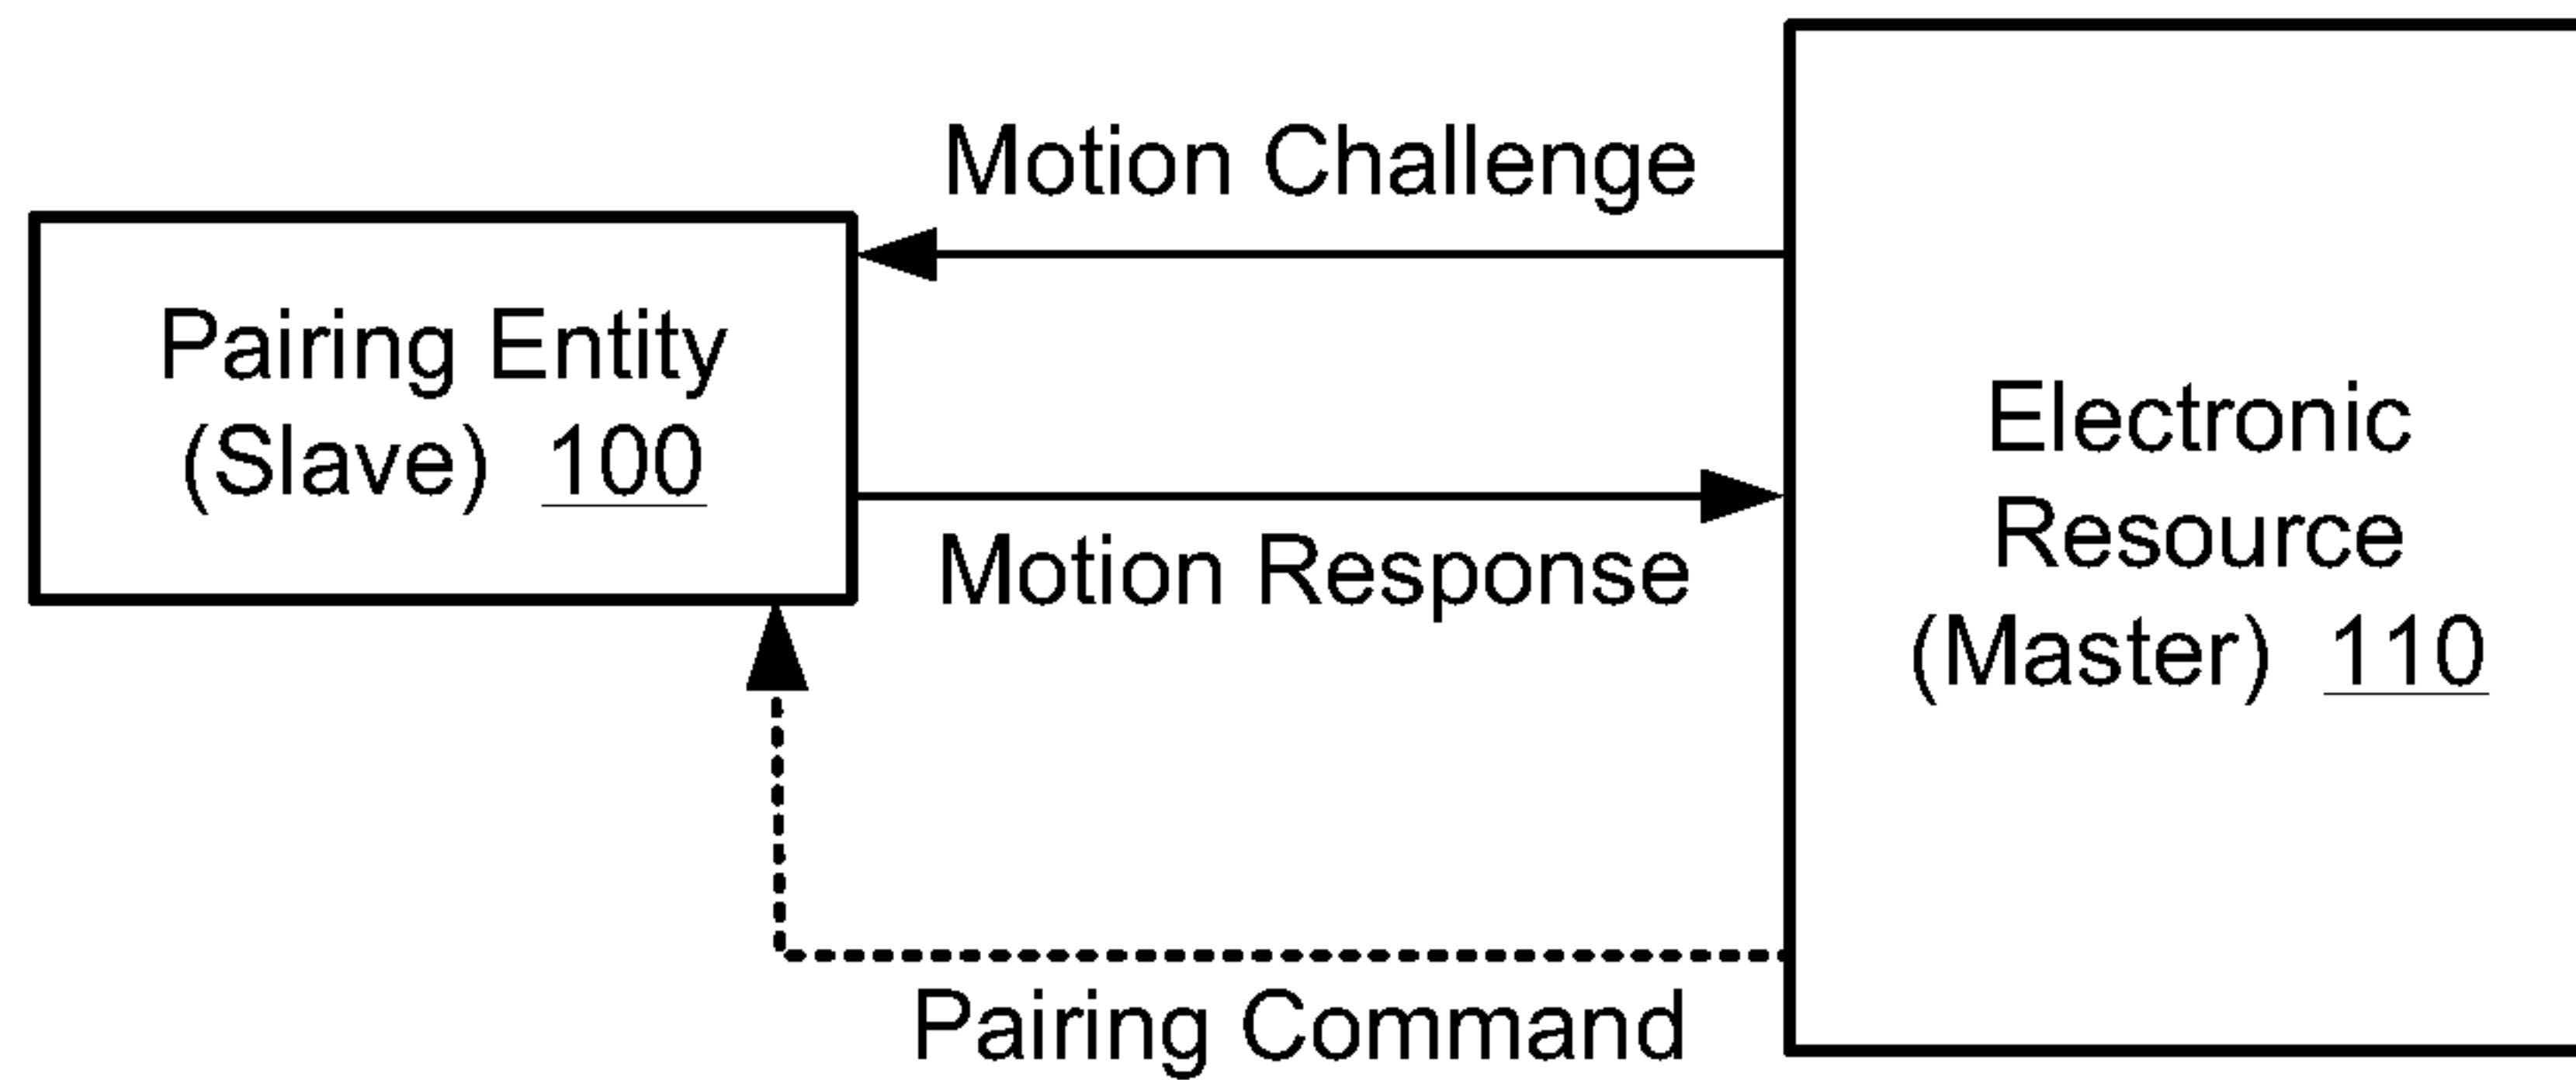 Motion Challenge
Pairing Entity
(Slave) 100
Motion Response
Electronic
Resource
(Master) 110
Pairing Command